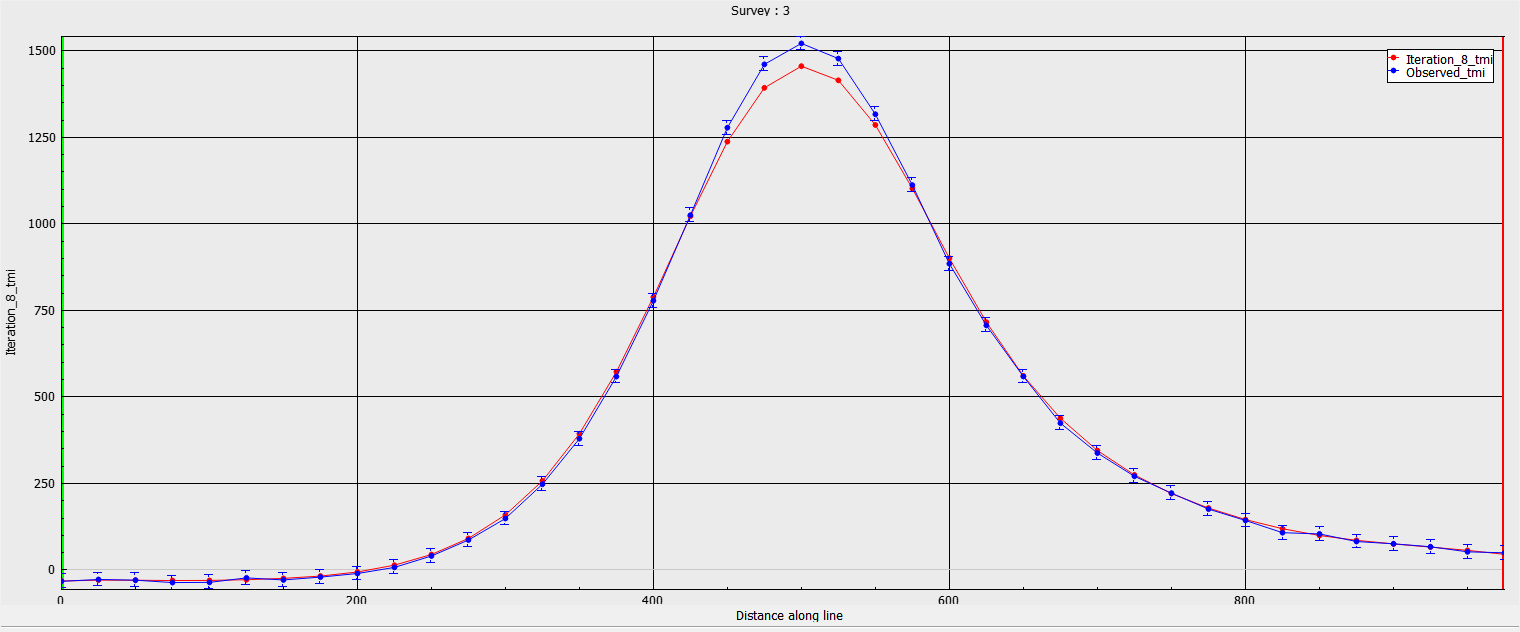 Survey : 3
1500
Iteration_8_tmi
Observed_tmi
1250
1000
750
500
250
0
Iteration_8_tmi
0 200 400 600 800
Distance along line